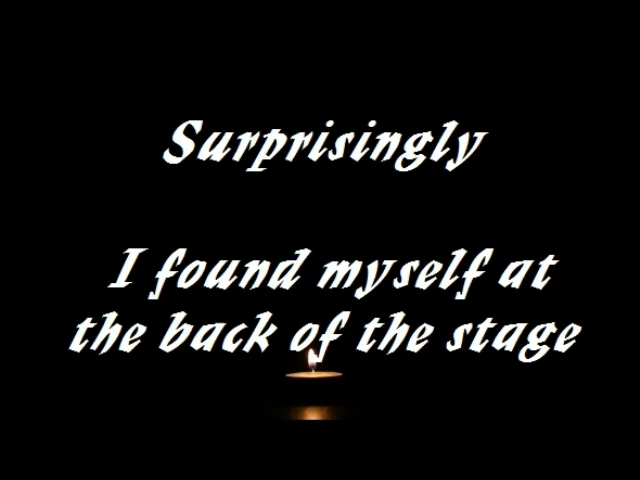 Surprisingly
I found myself at
the back of the stage